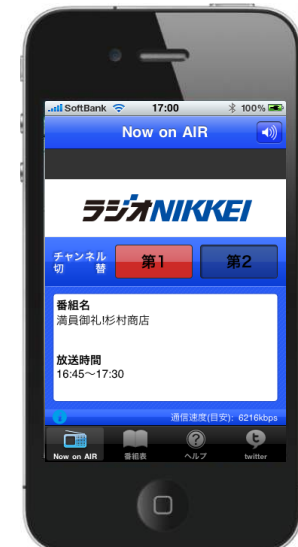 SoftBank 17:00 100%
Now on AIR
ラジオNIKKEI
チャンネル
切 替
第1 第2
番組名
満員御礼!杉村商店
放送時間
16:45〜17:30
通信速度(目安): 6216kbps
Now on AIR 番組表 ヘルプ twitter